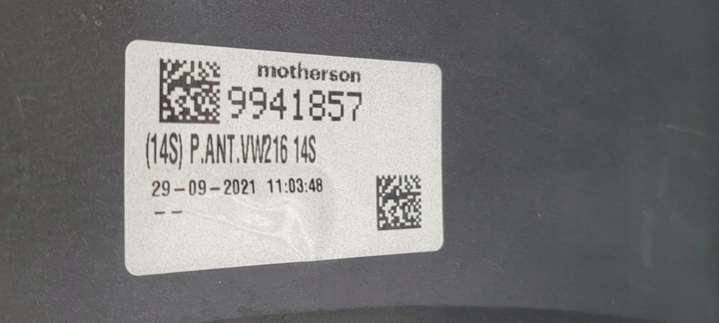 motherson
9941857
(14S) P.ANT.VW216 14S
29-09-2021 11:03:48
--